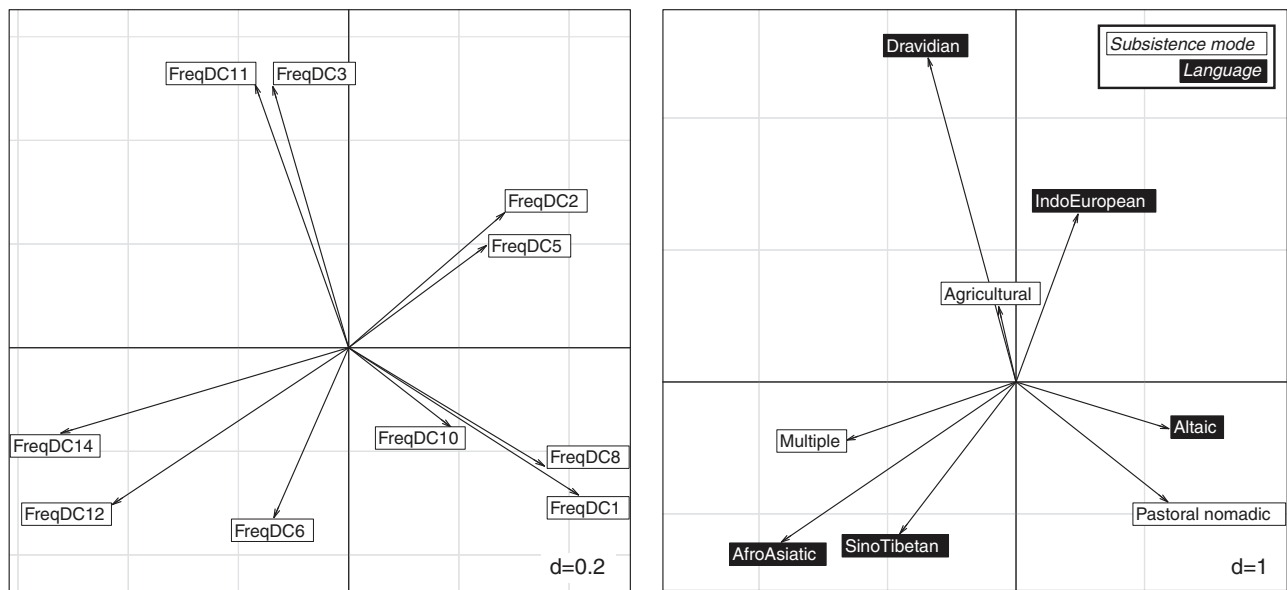 FreqDC11
FreqDC3
FreqDC2
FreqDC5
FreqDC10
FreqDC14
FreqDC8
FreqDC1
FreqDC12
FreqDC6
d=0.2
Subsistence mode
Language
Dravidian
IndoEuropean
Agricultural
Altaic
Multiple
Pastoral nomadic
SinoTibetan
AfroAsiatic
d=1